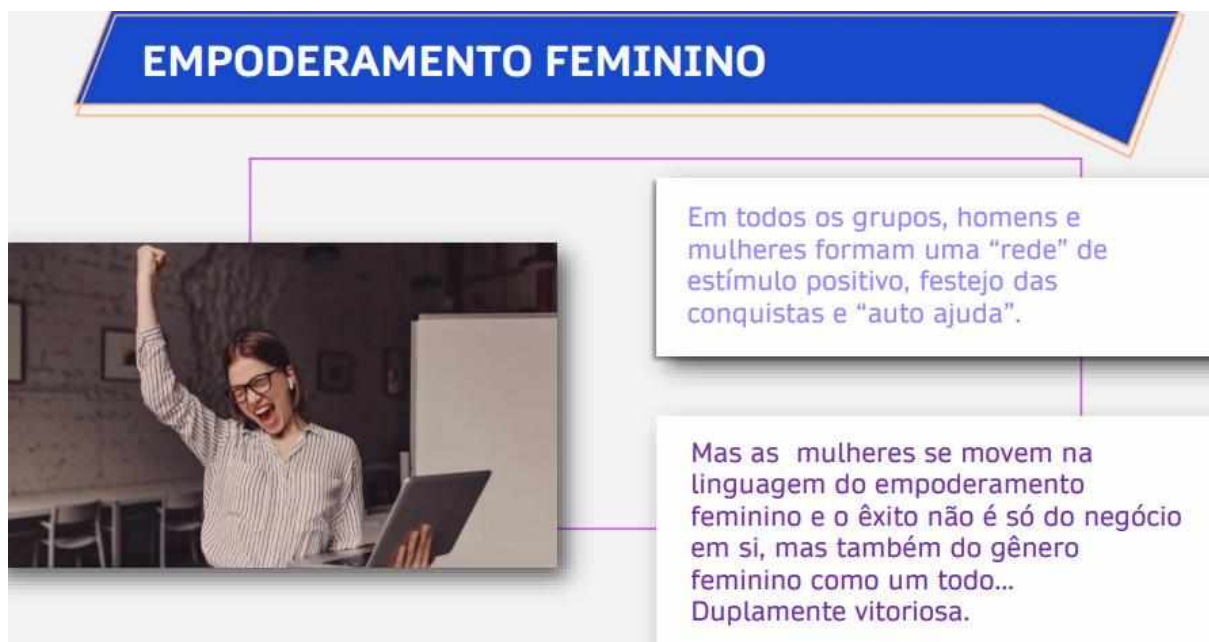 EMPODERAMENTO FEMININO
Em todos os grupos, homens e
mulheres formam uma “rede” de
estímulo positivo, festejo das
conquistas e “auto ajuda”.
Mas as  mulheres se movem na
linguagem do empoderamento
feminino e o êxito não é só do negócio
em si, mas também do gênero
feminino como um todo...
Duplamente vitoriosa.